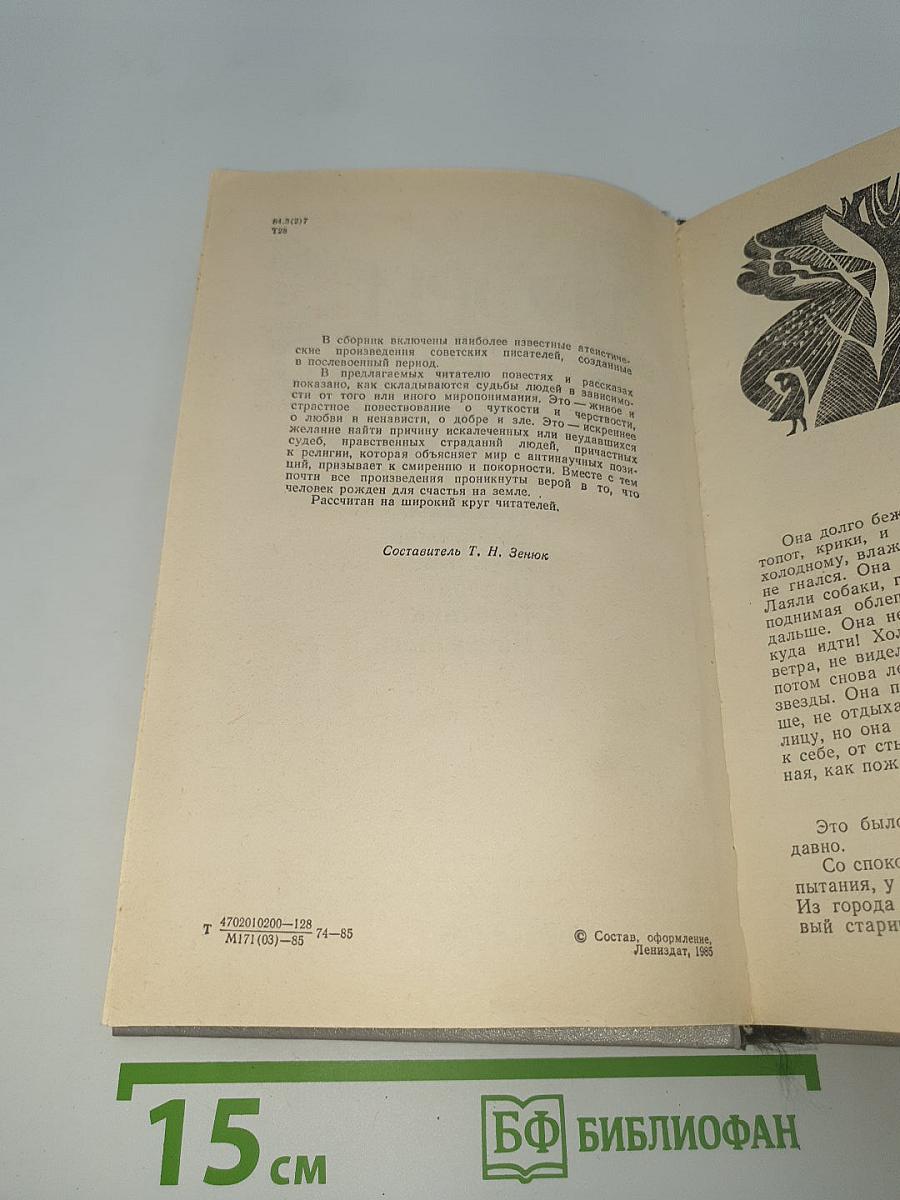 84.3(2)7
Т28
В сборник включены наиболее известные атеистиче-
ские произведения советских писателей, созданные
в послевоенный период.
В предлагаемых читателю повестях и рассказах
показано, как складываются судьбы людей в зависимо-
сти от того или иного миропонимания. Это — живое и
страстное повествование о чуткости и черствости,
о любви и ненависти, о добре и зле. Это — искреннее
желание найти причину искалеченных или неудавшихся
судеб, нравственных страданий людей, причастных
к религии, которая объясняет мир с антинаучных пози-
ций, призывает к смирению и покорности. Вместе с тем
почти все произведения проникнуты верой в то, что
человек рожден для счастья на земле.
Рассчитан на широкий круг читателей.
Составитель Т. Н. Зенюк
Т 4702010200—128
М171(03)—85 74—85
© Состав, оформление,
Лениздат, 1985
Она долго беж
топот, крики, и
холодному, влаж
не гнался. Она
Лаяли собаки, г
поднимая облеп
дальше. Она не
куда идти! Хол
ветра, не видел
потом снова ле
звезды. Она п
ше, не отдыха
лицу, но она
к себе, от сть
ная, как пож
Это было
давно.
Со споко
пытания, у
Из города
вый старич
15 см
БФ БИБЛИОФАН